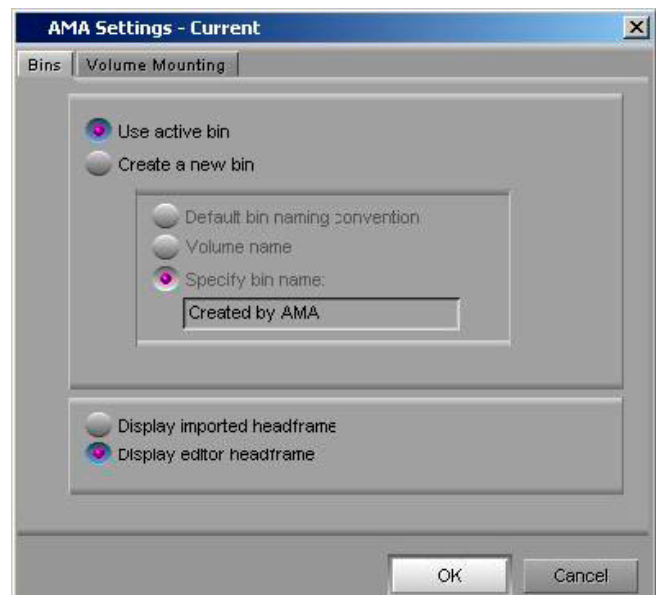 AMA Settings - Current
Bins
Volume Mounting
Use active bin
Create a new bin
Default bin naming convention
Volume name
Specify bin name:
Created by AMA
Display imported headframe
Display editor headframe
OK
Cancel